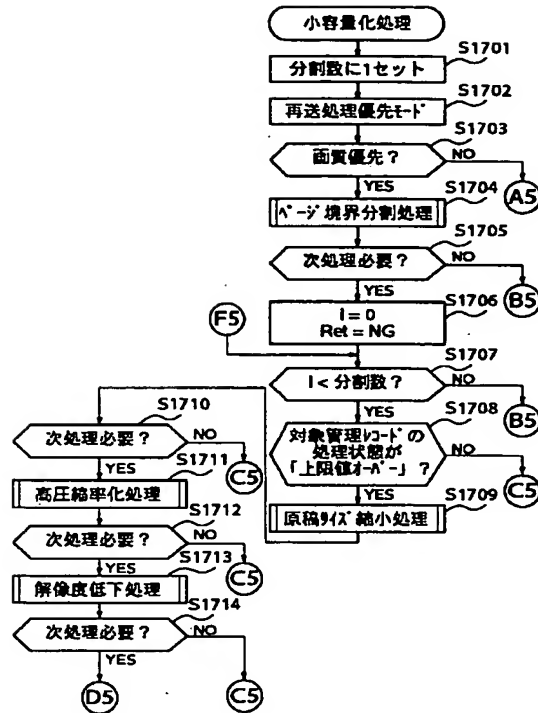 小容量化処理
S1701
分割数に1セット
S1702
再送処理優先モード
S1703
画質優先？
NO
A5
YES
S1704
ページ境界分割処理
S1705
次処理必要？
NO
B5
YES
S1706
I = 0
Ret = NG
F5
S1707
I < 分割数？
NO
B5
YES
S1708
対象管理レコードの
処理状態が
「上限値オーバー」？
NO
C5
YES
S1709
原稿サイズ縮小処理
S1710
次処理必要？
NO
C5
YES
S1711
高圧縮率化処理
S1712
次処理必要？
NO
C5
YES
S1713
解像度低下処理
S1714
次処理必要？
NO
C5
YES
D5